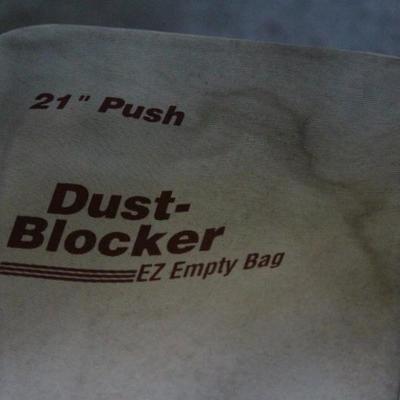 21" Push
Dust-
Blocker
EZ Empty Bag